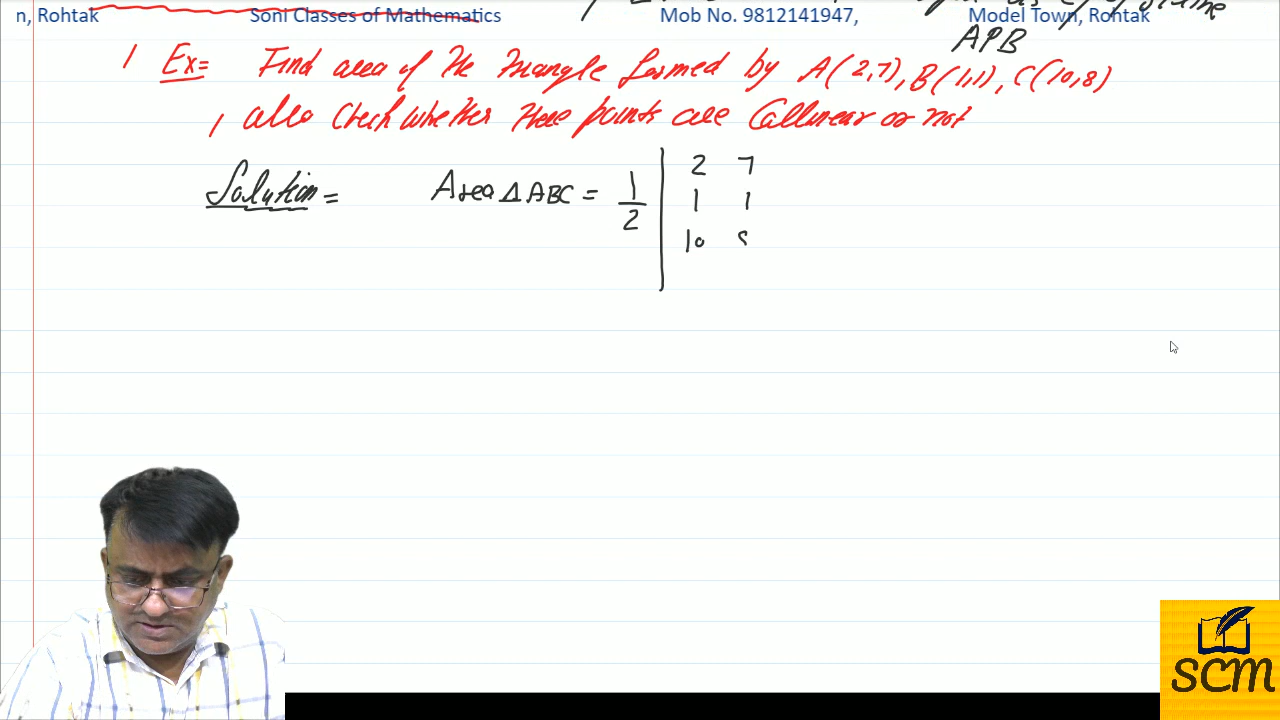 n, Rohtak Soni Classes of Mathematics Mob No. 9812141947, Model Town, Rohtak
APB
1 Ex= Find area of the triangle formed by A(2,7), B(1,1), C(10,8)
1 also Check whether these points are Collinear or not
Solution= Area ΔABC = 1/2 | 2 7
1 1
10 8
SCM